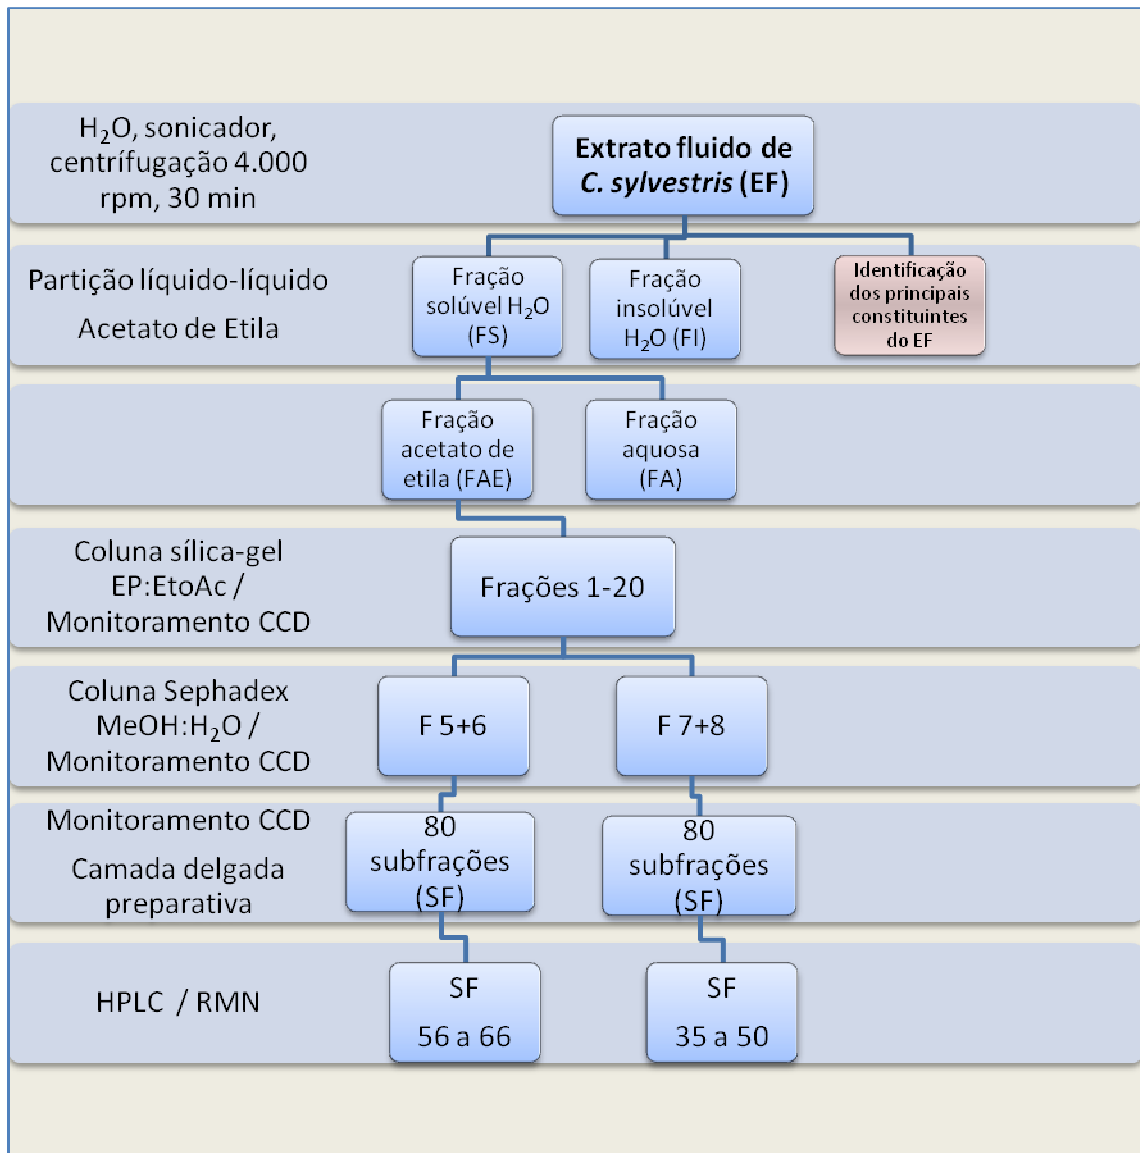 H₂O, sonicador,
centrífugação 4.000
rpm, 30 min
Extrato fluido de
C. sylvestris (EF)
Partição líquido-líquido
Acetato de Etila
Fração
solúvel H₂O
(FS)
Fração
insolúvel
H₂O (FI)
Identificação
dos principais
constituintes
do EF
Fração
acetato de
etila (FAE)
Fração
aquosa
(FA)
Coluna sílica-gel
EP:EtoAc /
Monitoramento CCD
Frações 1-20
Coluna Sephadex
MeOH:H₂O /
Monitoramento CCD
F 5+6
F 7+8
Monitoramento CCD
Camada delgada
preparativa
80
subfrações
(SF)
80
subfrações
(SF)
HPLC / RMN
SF
56 a 66
SF
35 a 50